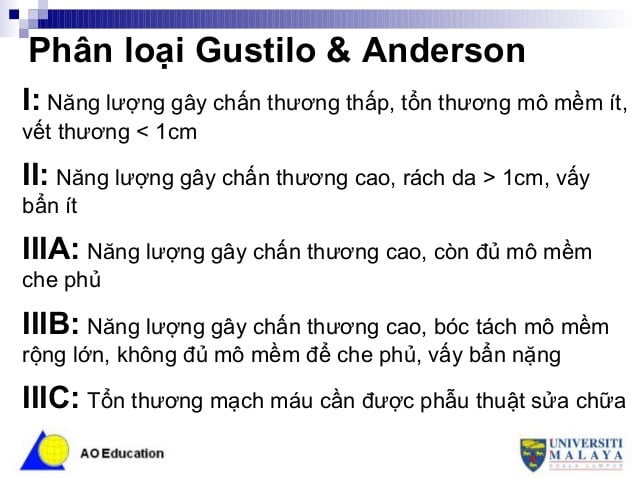 Phân loại Gustilo & Anderson
I: Năng lượng gây chấn thương thấp, tổn thương mô mềm ít,
vết thương < 1cm
II: Năng lượng gây chấn thương cao, rách da > 1cm, vấy
bẩn ít
IIIA: Năng lượng gây chấn thương cao, còn đủ mô mềm
che phủ
IIIB: Năng lượng gây chấn thương cao, bóc tách mô mềm
rộng lớn, không đủ mô mềm để che phủ, vấy bẩn nặng
IIIC: Tổn thương mạch máu cần được phẫu thuật sửa chữa
AO Education
UNIVERSITI
MALAYA
KUALA LUMPUR